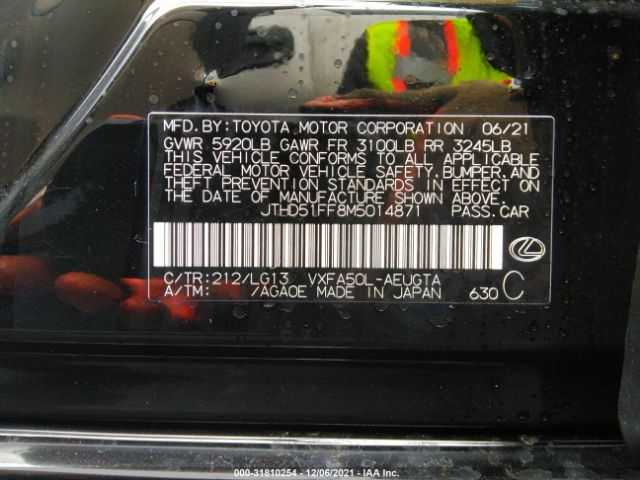 MFD. BY: TOYOTA MOTOR CORPORATION 06/21
GVWR 5920LB GAWR FR 3100LB RR 3245LB
THIS VEHICLE CONFORMS TO ALL APPLICABLE
FEDERAL MOTOR VEHICLE SAFETY, BUMPER, AND
THEFT PREVENTION STANDARDS IN EFFECT ON
THE DATE OF MANUFACTURE SHOWN ABOVE.
JTHD51FF8M5014871 PASS. CAR
C/TR: 212/LG13 VXFA50L-AEUGTA
A/TM: /AGA0E MADE IN JAPAN 630 C
000-31810254 - 12/06/2021 - IAA Inc.